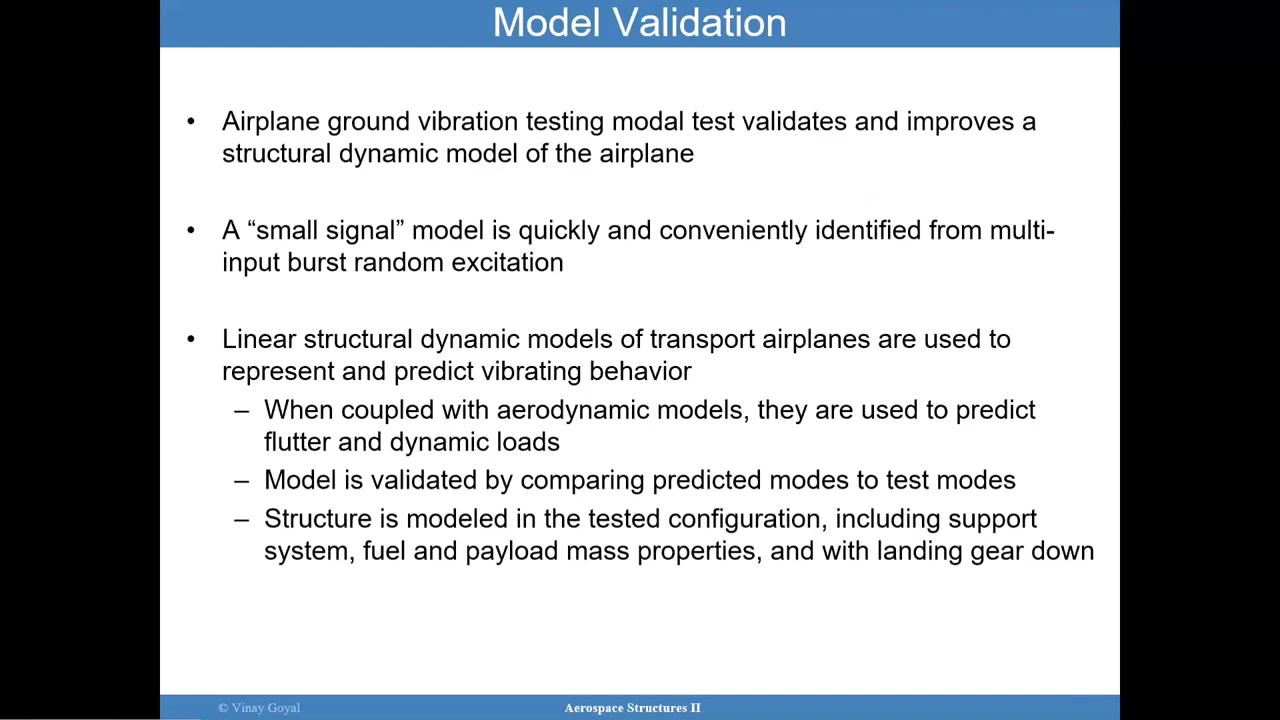 Model Validation
• Airplane ground vibration testing modal test validates and improves a
structural dynamic model of the airplane
• A “small signal” model is quickly and conveniently identified from multi-
input burst random excitation
• Linear structural dynamic models of transport airplanes are used to
represent and predict vibrating behavior
– When coupled with aerodynamic models, they are used to predict
flutter and dynamic loads
– Model is validated by comparing predicted modes to test modes
– Structure is modeled in the tested configuration, including support
system, fuel and payload mass properties, and with landing gear down
© Vinay Goyal
Aerospace Structures II